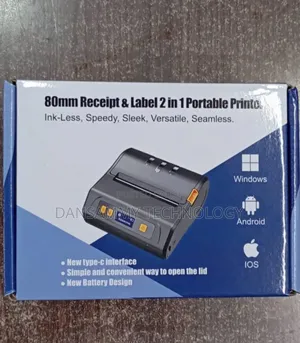 80mm Receipt & Label 2 in 1 Portable Printer
Ink-Less, Speedy, Sleek, Versatile, Seamless.
Windows
Android
IOS
• New type-c interface
• Simple and convenient way to open the lid
• New Battery Design